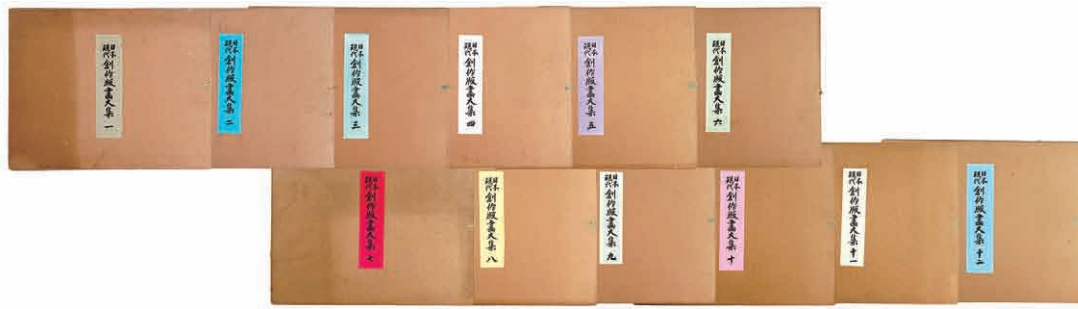 日本現代創作版畫大集 一
日本現代創作版畫大集 二
日本現代創作版畫大集 三
日本現代創作版畫大集 四
日本現代創作版畫大集 五
日本現代創作版畫大集 六
日本現代創作版畫大集 七
日本現代創作版畫大集 八
日本現代創作版畫大集 九
日本現代創作版畫大集 十
日本現代創作版畫大集 十一
日本現代創作版畫大集 十二